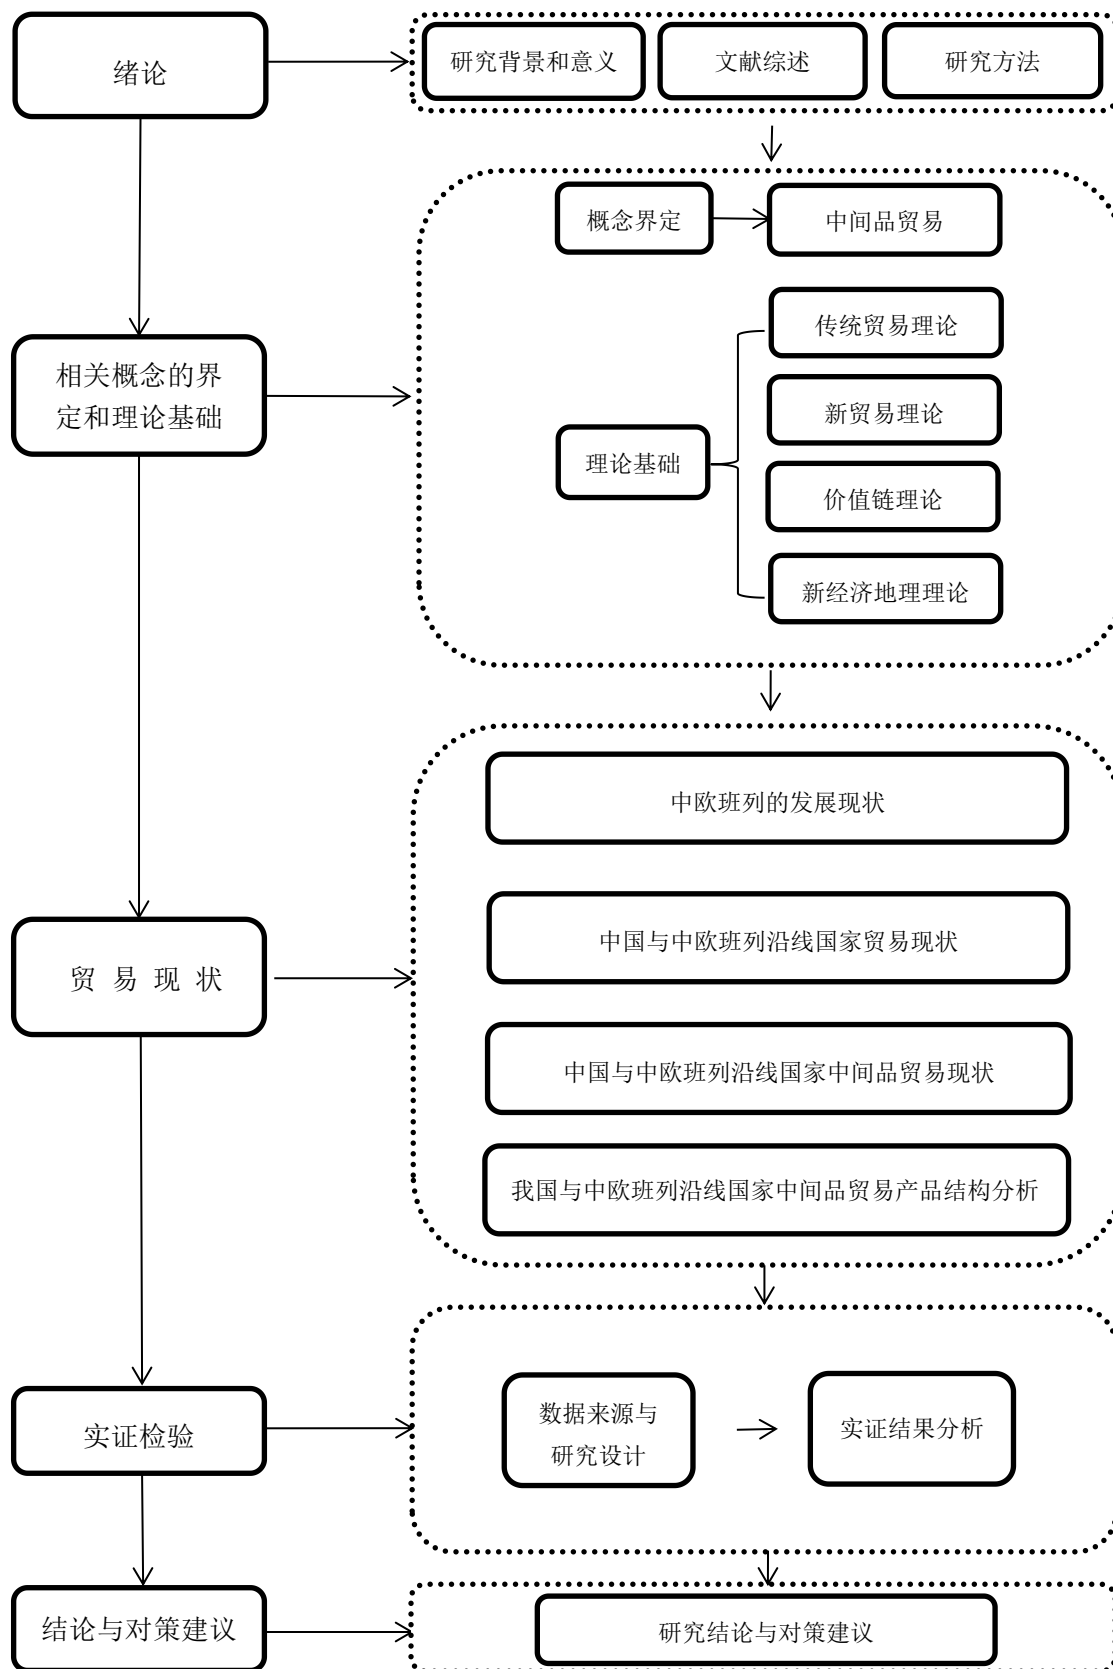 绪论
研究背景和意义
文献综述
研究方法
概念界定
中间品贸易
相关概念的界
定和理论基础
传统贸易理论
新贸易理论
理论基础
价值链理论
新经济地理理论
中欧班列的发展现状
贸 易 现 状
中国与中欧班列沿线国家贸易现状
中国与中欧班列沿线国家中间品贸易现状
我国与中欧班列沿线国家中间品贸易产品结构分析
实证检验
数据来源与
研究设计
实证结果分析
结论与对策建议
研究结论与对策建议